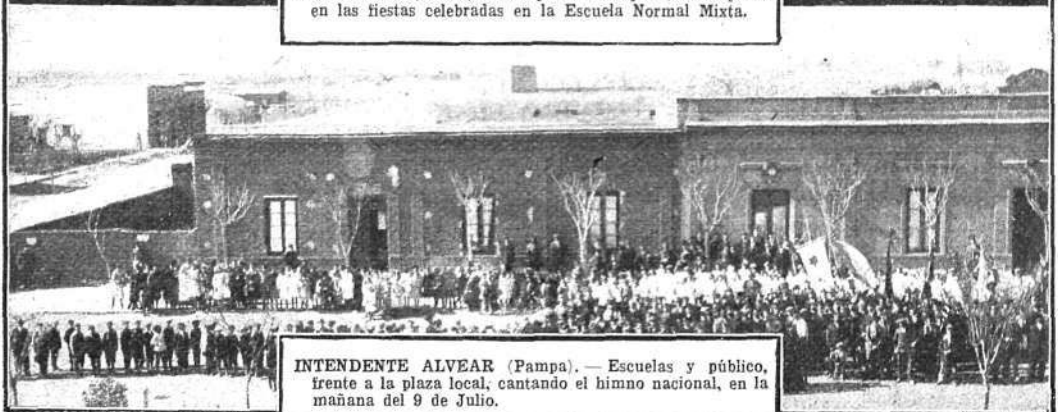 en las fiestas celebradas en la Escuela Normal Mixta.
INTENDENTE ALVEAR (Pampa). — Escuelas y público,
frente a la plaza local, cantando el himno nacional, en la
mañana del 9 de Julio.